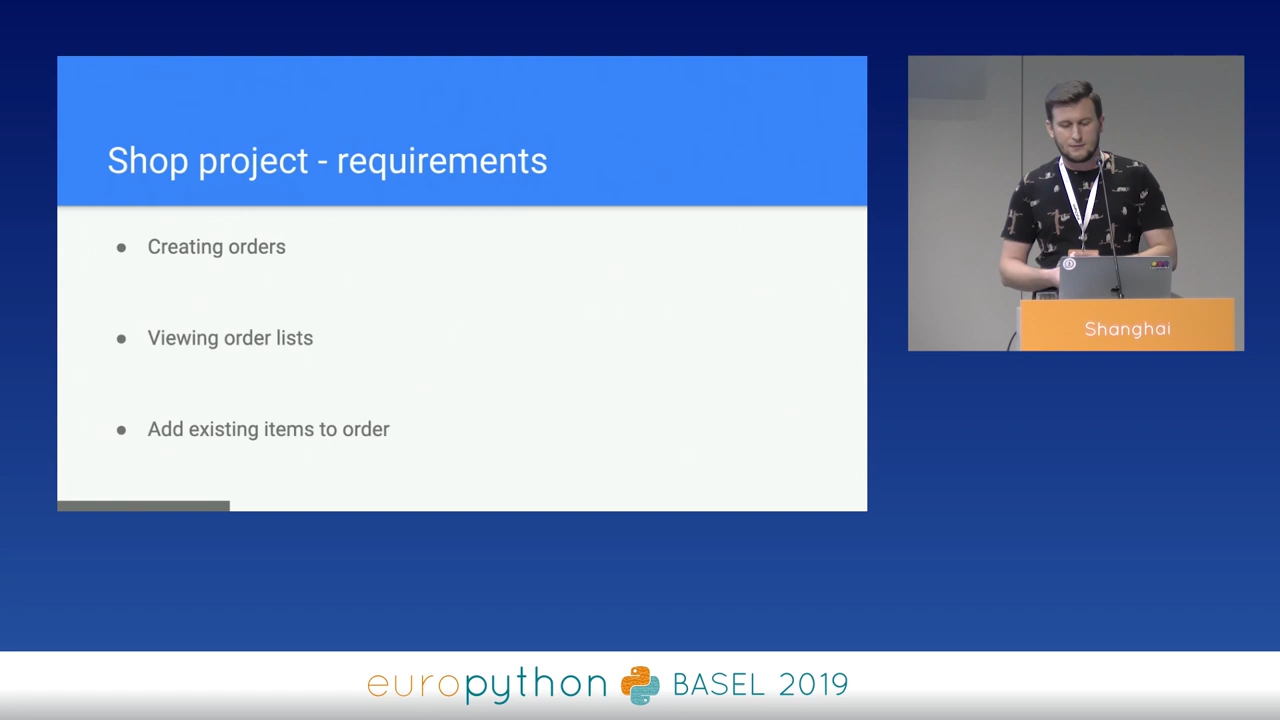 Shop project - requirements
● Creating orders
● Viewing order lists
● Add existing items to order
Shanghai
europython BASEL 2019